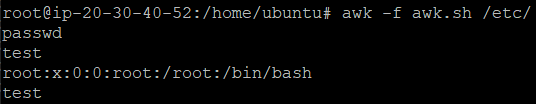 root@ip-20-30-40-52:/home/ubuntu# awk -f awk.sh /etc/
passwd
test
root:x:0:0:root:/root:/bin/bash
test